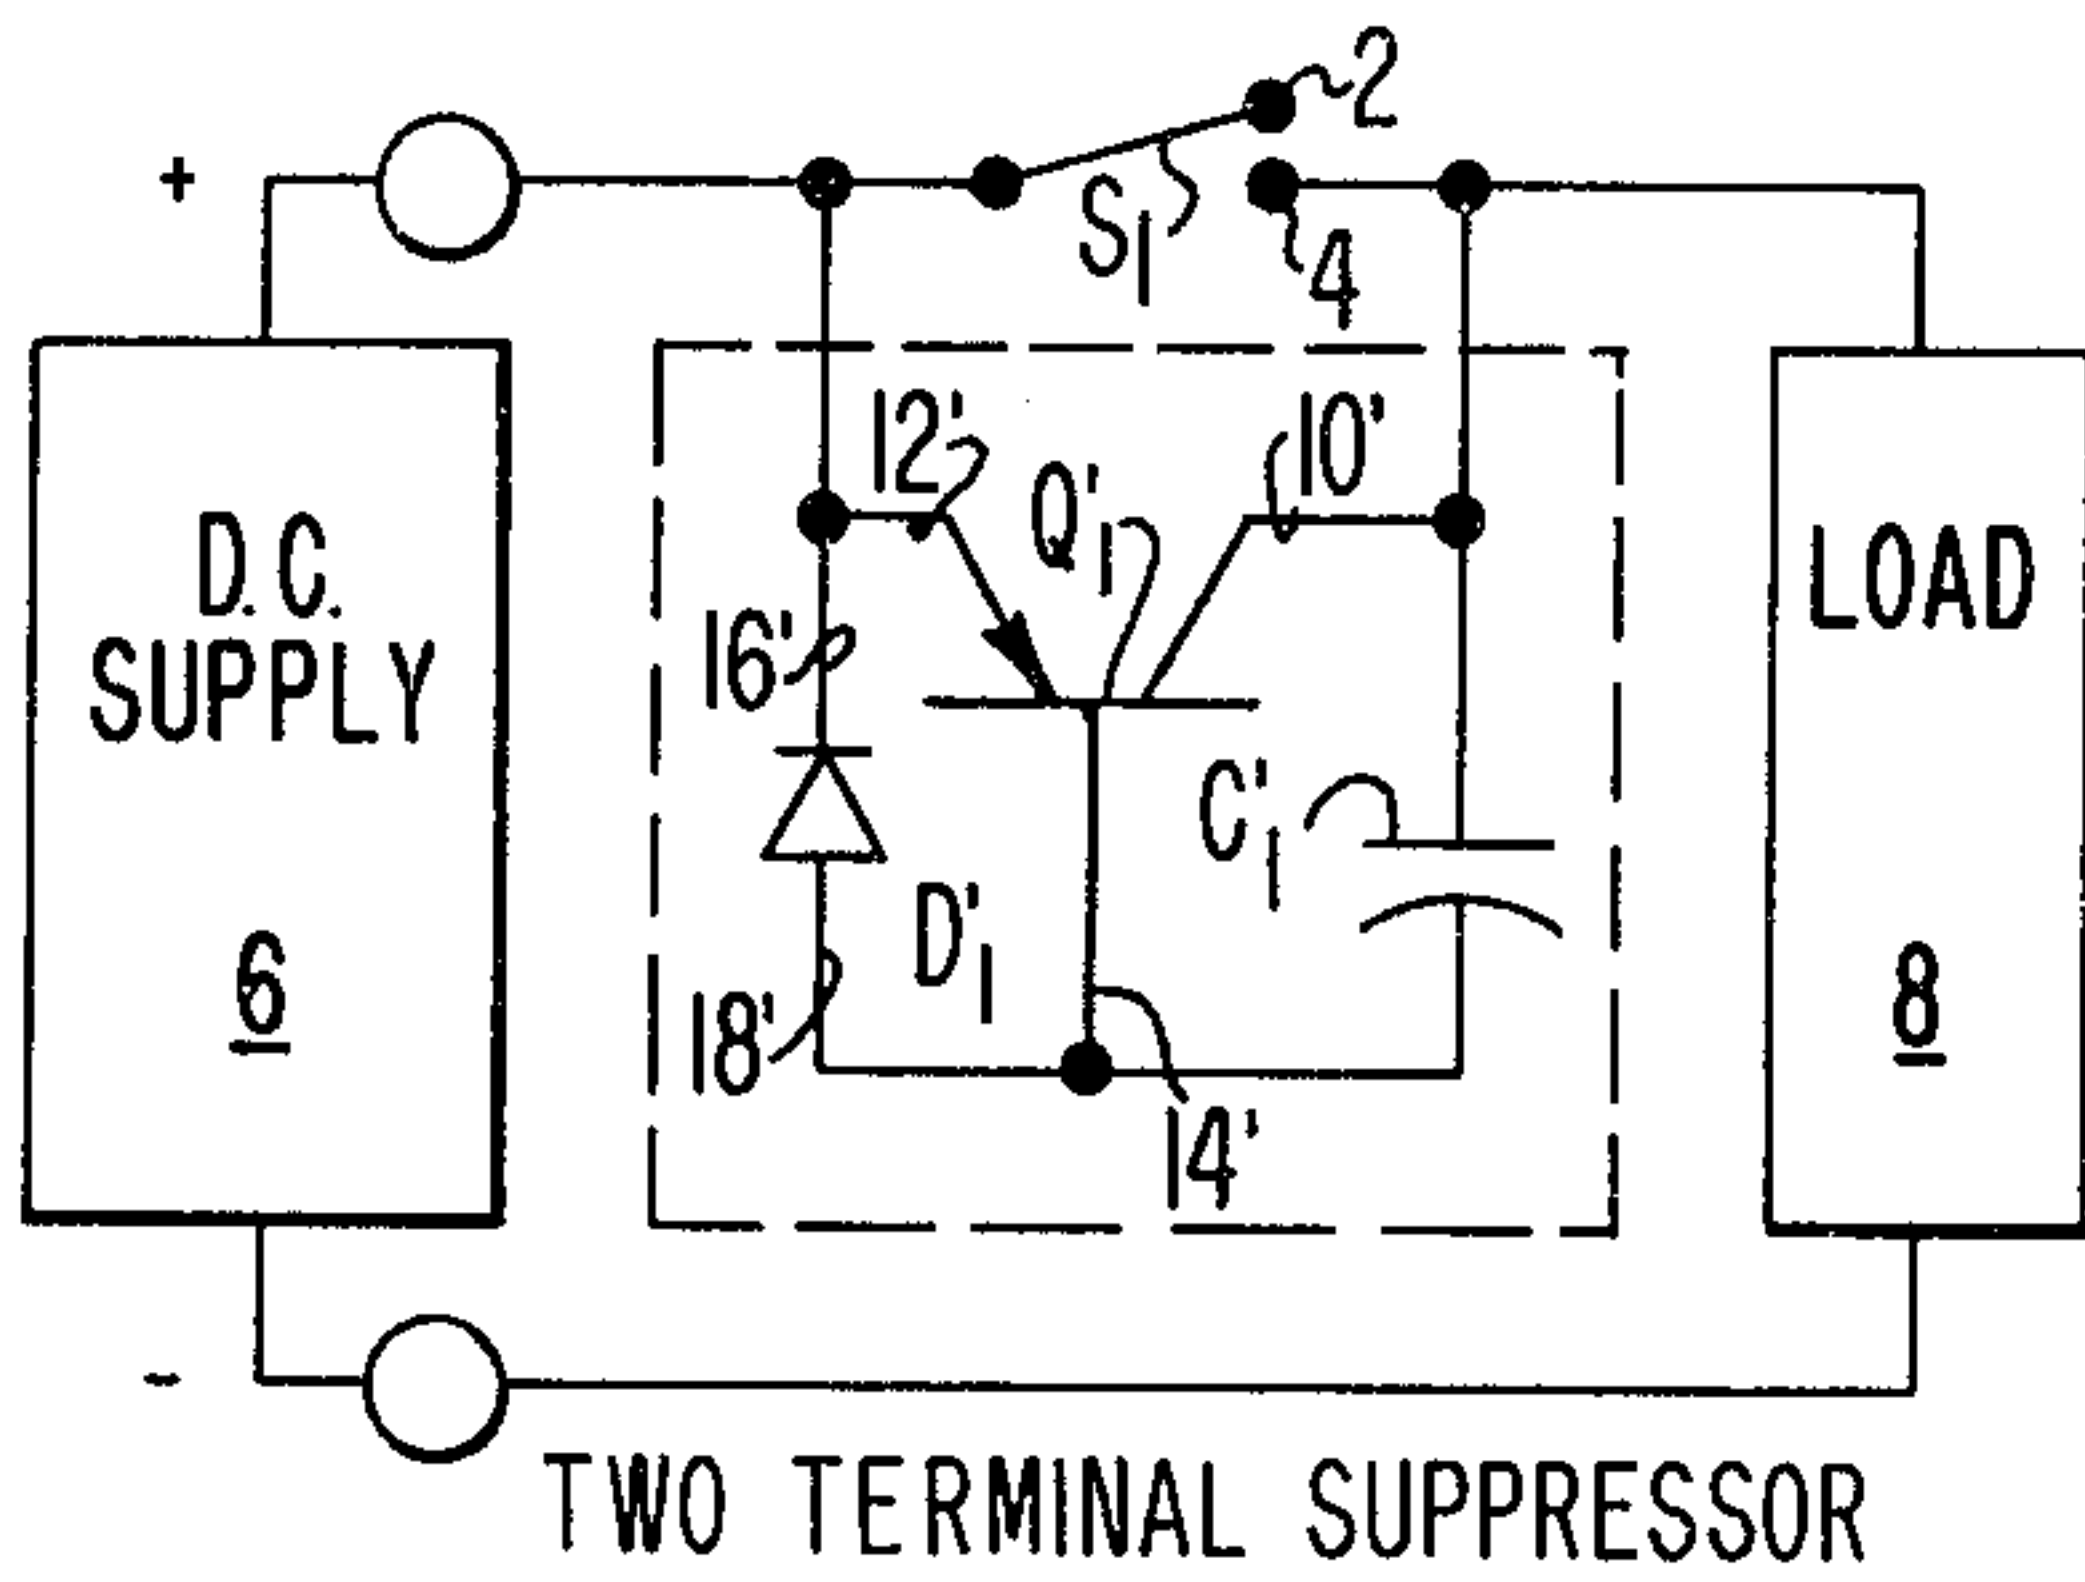 2
+
S1
4
12'
Q'1
10'
D.C.
SUPPLY
LOAD
16'
C'1
D'1
6
8
18'
14'
-
TWO TERMINAL SUPPRESSOR